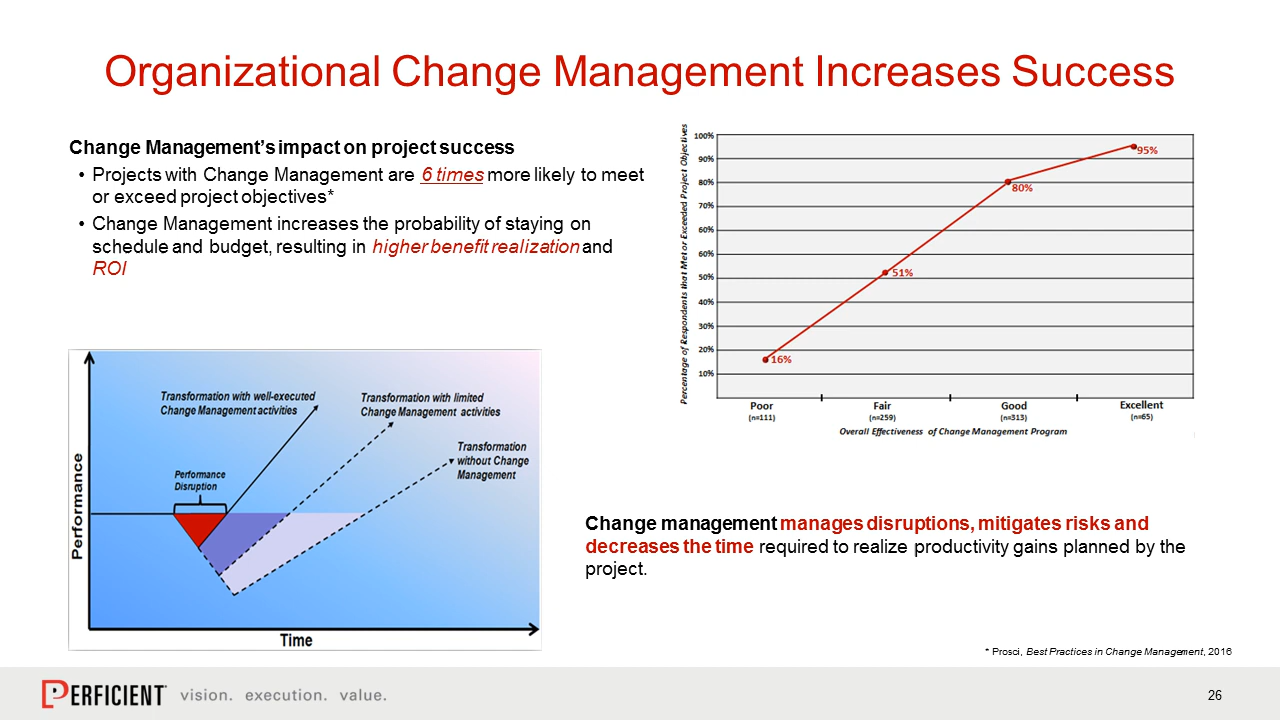 Organizational Change Management Increases Success
Change Management’s impact on project success
• Projects with Change Management are 6 times more likely to meet
or exceed project objectives*
• Change Management increases the probability of staying on
schedule and budget, resulting in higher benefit realization and
ROI
Percentage of Respondents that Met or Exceeded Project Objectives
100%
90%
80%
70%
60%
60%
50%
40%
30%
20%
10%
16%
51%
80%
95%
Poor
(n=111)
Fair
(n=259)
Good
(n=313)
Excellent
(n=65)
Overall Effectiveness of Change Management Program
Performance
Transformation with well-executed
Change Management activities
Transformation with limited
Change Management activities
Transformation
without Change
Management
Performance
Disruption
Time
Change management manages disruptions, mitigates risks and
decreases the time required to realize productivity gains planned by the
project.
* Prosci, Best Practices in Change Management, 2016
PERFICIENT vision. execution. value.
26